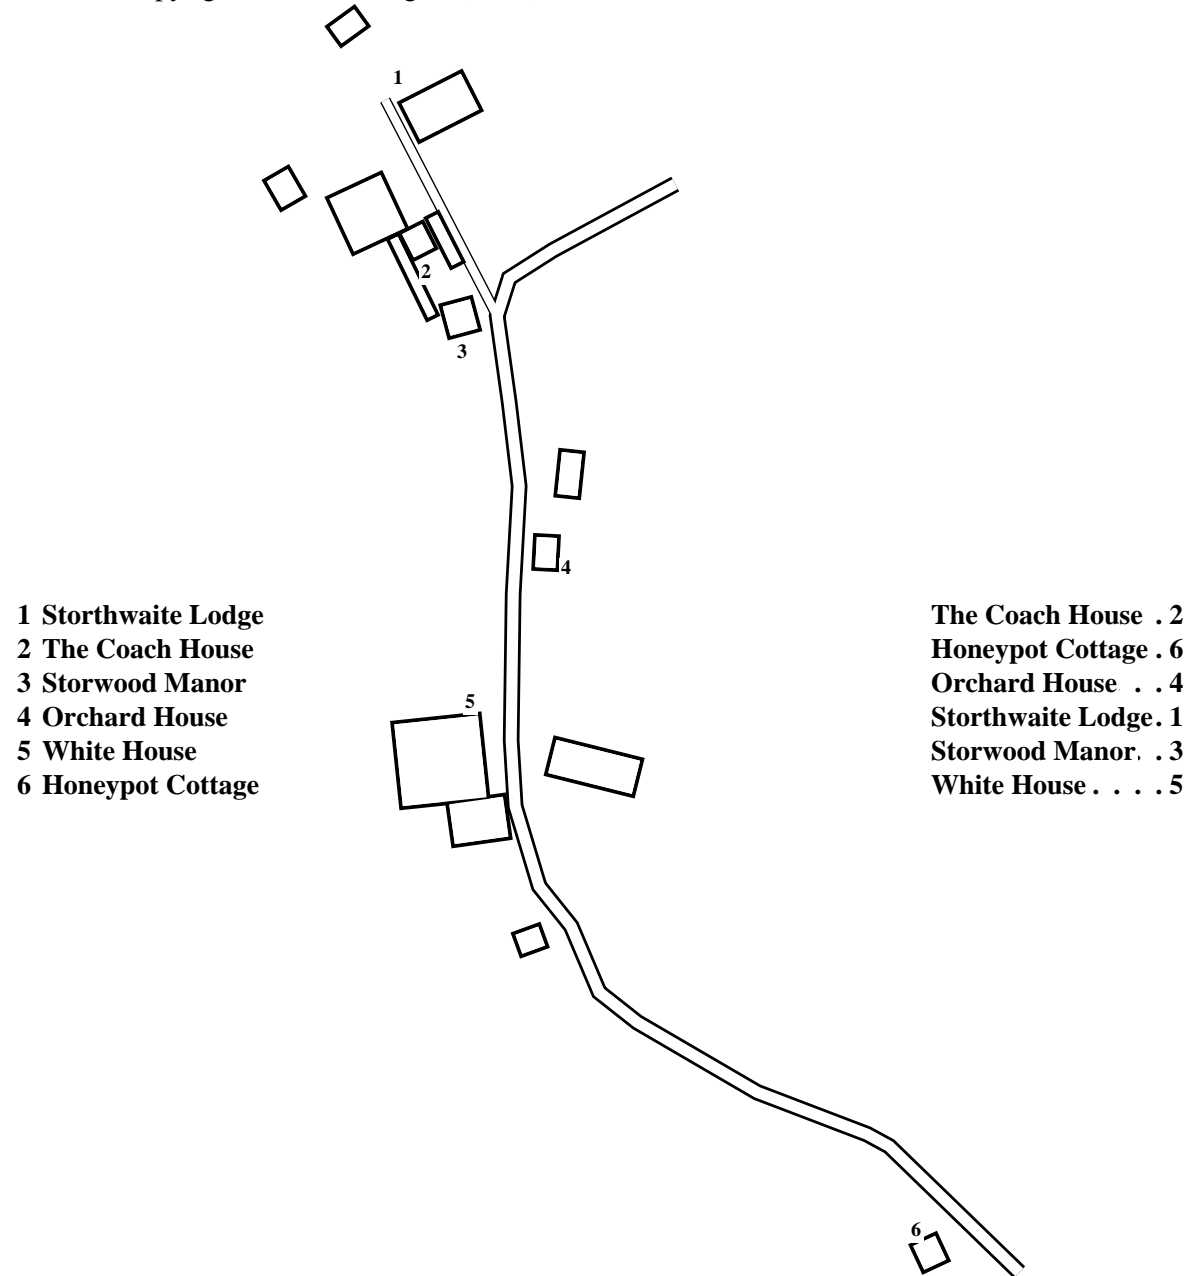 1
2
3
4
1 Storthwaite Lodge
2 The Coach House
3 Storwood Manor
4 Orchard House
5 White House
6 Honeypot Cottage
The Coach House . 2
Honeypot Cottage . 6
Orchard House . . 4
Storthwaite Lodge . 1
Storwood Manor . . 3
White House . . . . 5
5
6